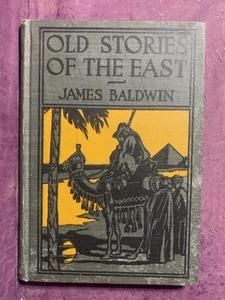 OLD STORIES
OF THE EAST
JAMES BALDWIN